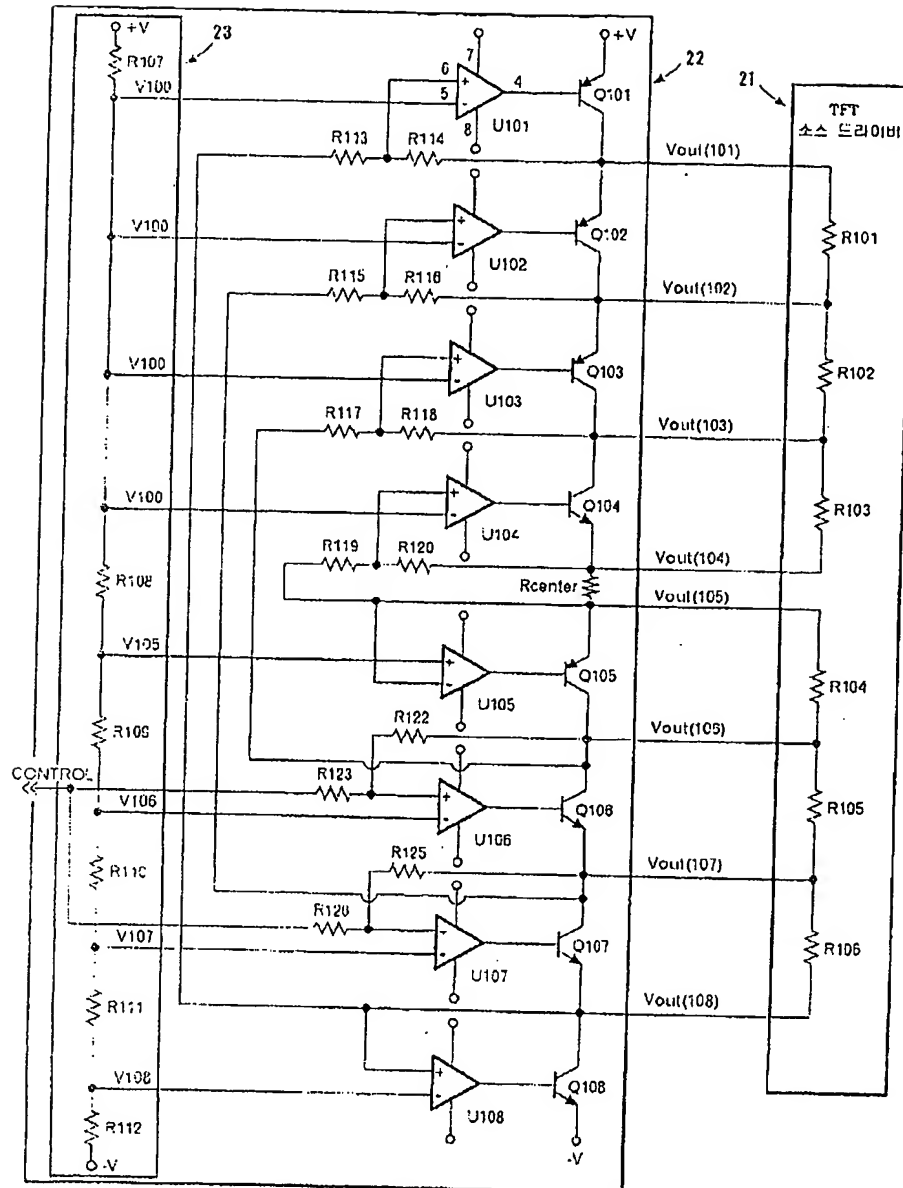 +V
23
R107
V100
7
6
5
4
8
U101
+V
22
Q101
21
TFT
소스 드라이버
R113
R114
Vout(101)
R101
V100
U102
Q102
R115
R116
Vout(102)
R102
V100
U103
Q103
R117
R118
Vout(103)
R103
V100
U104
Q104
R119
R120
Vout(104)
R108
Rcenter
Vout(105)
V105
U105
Q105
R104
R109
R122
Vout(106)
CONTROL
R123
V106
U106
Q106
R105
R110
R125
Vout(107)
R120
V107
U107
Q107
R106
R111
Vout(108)
V108
U108
Q108
R112
-V
-V